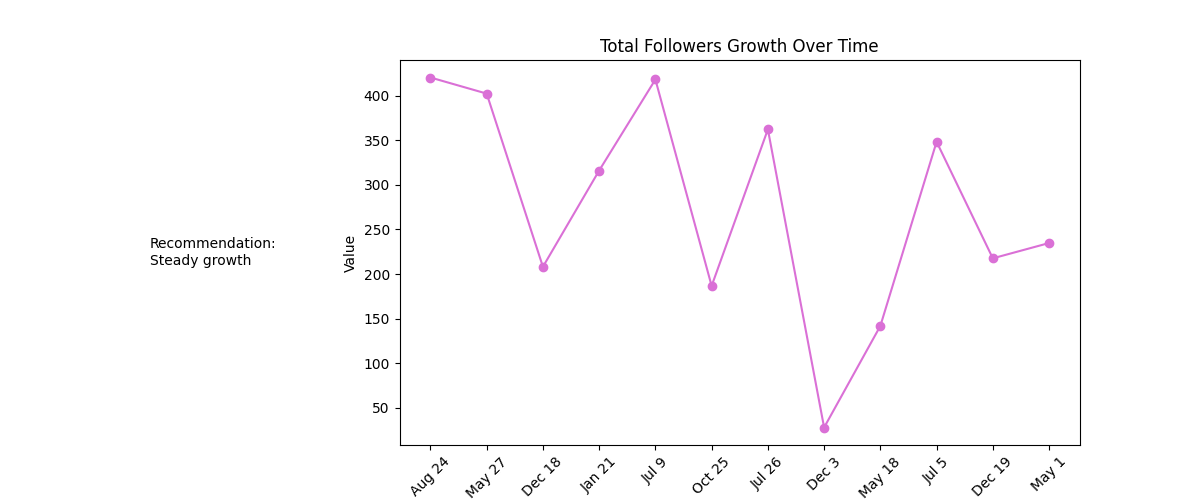 Total Followers Growth Over Time
Recommendation:
Steady growth
Value
400
350
300
250
200
150
100
50
Aug 24
May 27
Dec 18
Jan 21
Jul 9
Oct 25
Jul 26
Dec 3
May 18
Jul 5
Dec 19
May 1